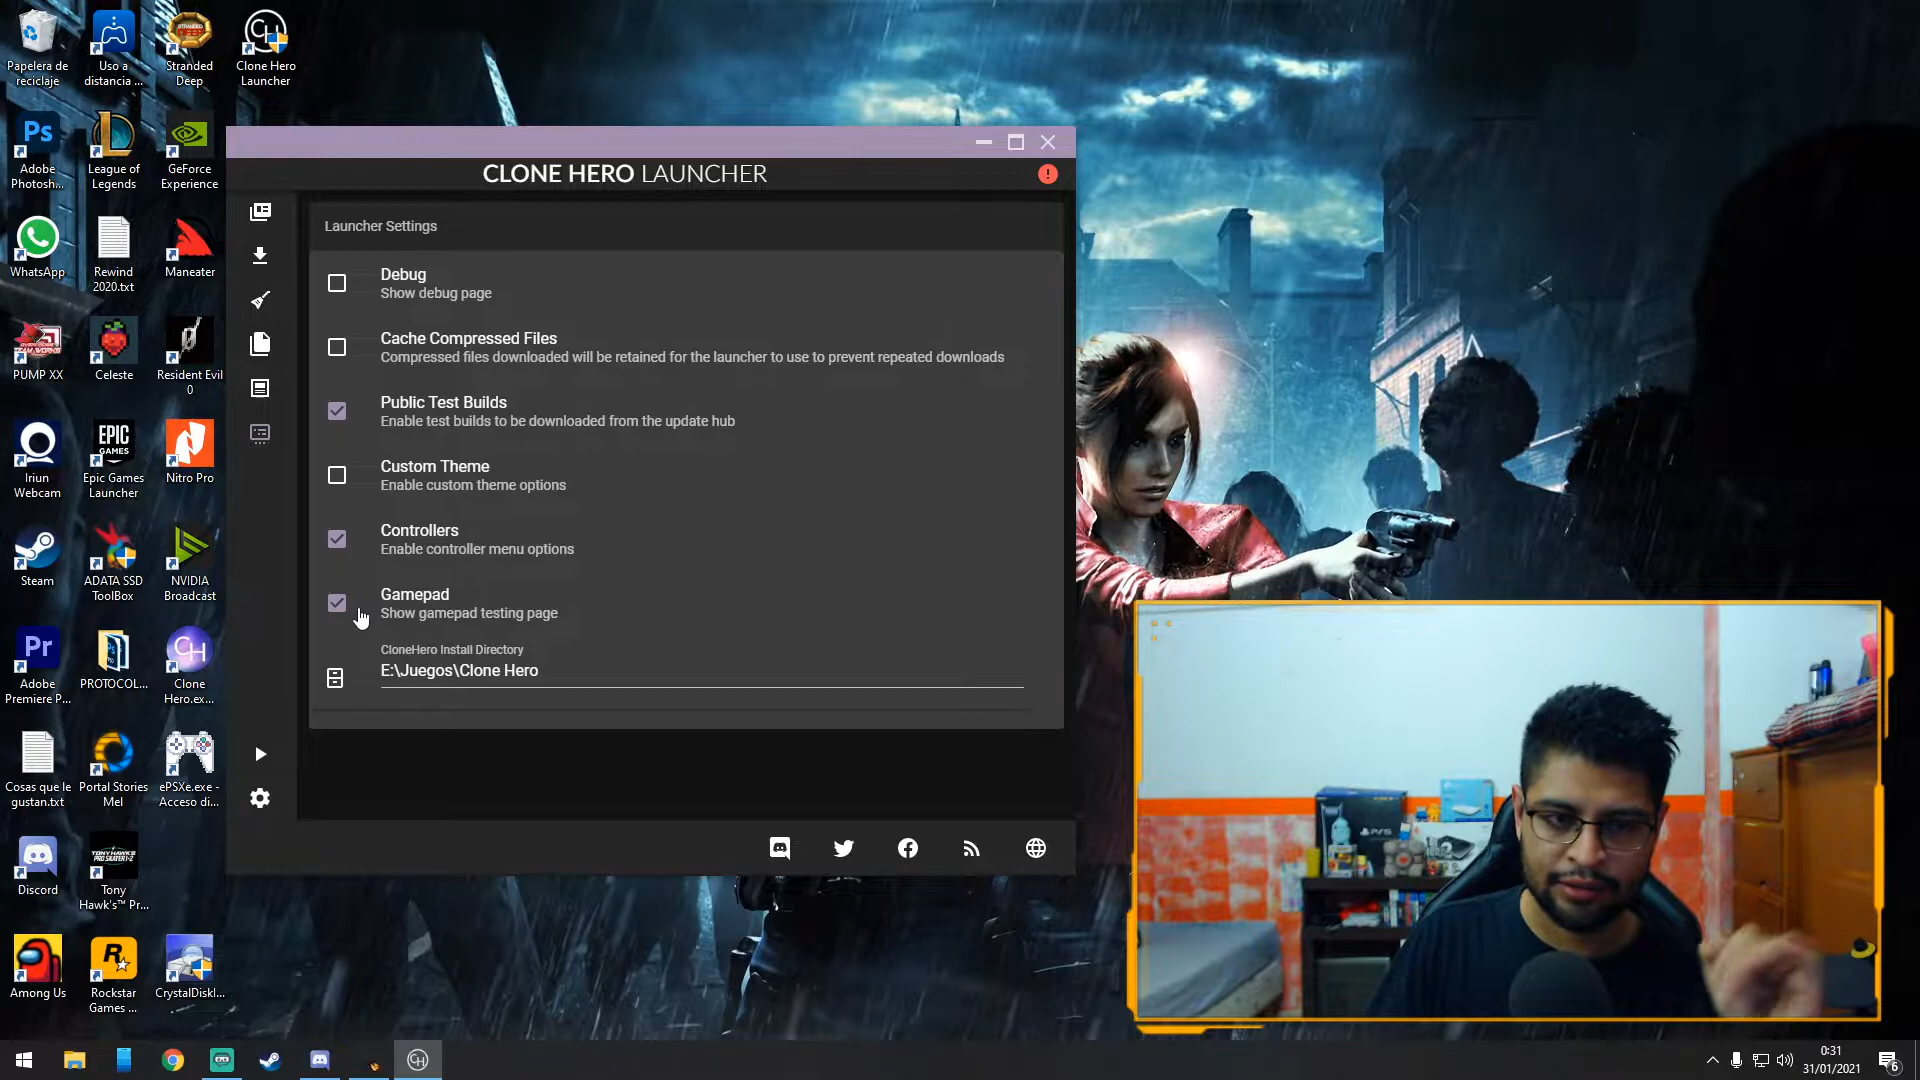 Papelera de
reciclaje
Uso a
distancia ...
Stranded
Deep
Clone Hero
Launcher
Adobe
Photosh...
League of
Legends
GeForce
Experience
WhatsApp
Rewind
2020.txt
Maneater
PUMP XX
Celeste
Resident Evil
0
Iriun
Webcam
EPIC
GAMES
Epic Games
Launcher
Nitro Pro
Steam
ADATA SSD
ToolBox
NVIDIA
Broadcast
Adobe
Premiere P...
PROTOCOL...
Clone
Hero.ex...
Cosas que le
gustan.txt
Portal Stories
Mel
ePSXe.exe -
Acceso di...
Discord
Tony
Hawk's™ Pr...
Among Us
Rockstar
Games ...
CrystalDiskI...
CLONE HERO LAUNCHER
Launcher Settings
Debug
Show debug page
Cache Compressed Files
Compressed files downloaded will be retained for the launcher to use to prevent repeated downloads
Public Test Builds
Enable test builds to be downloaded from the update hub
Custom Theme
Enable custom theme options
Controllers
Enable controller menu options
Gamepad
Show gamepad testing page
CloneHero Install Directory
E:\Juegos\Clone Hero
Ps
Pr
CH
R
PS5
0:31
31/01/2021
6